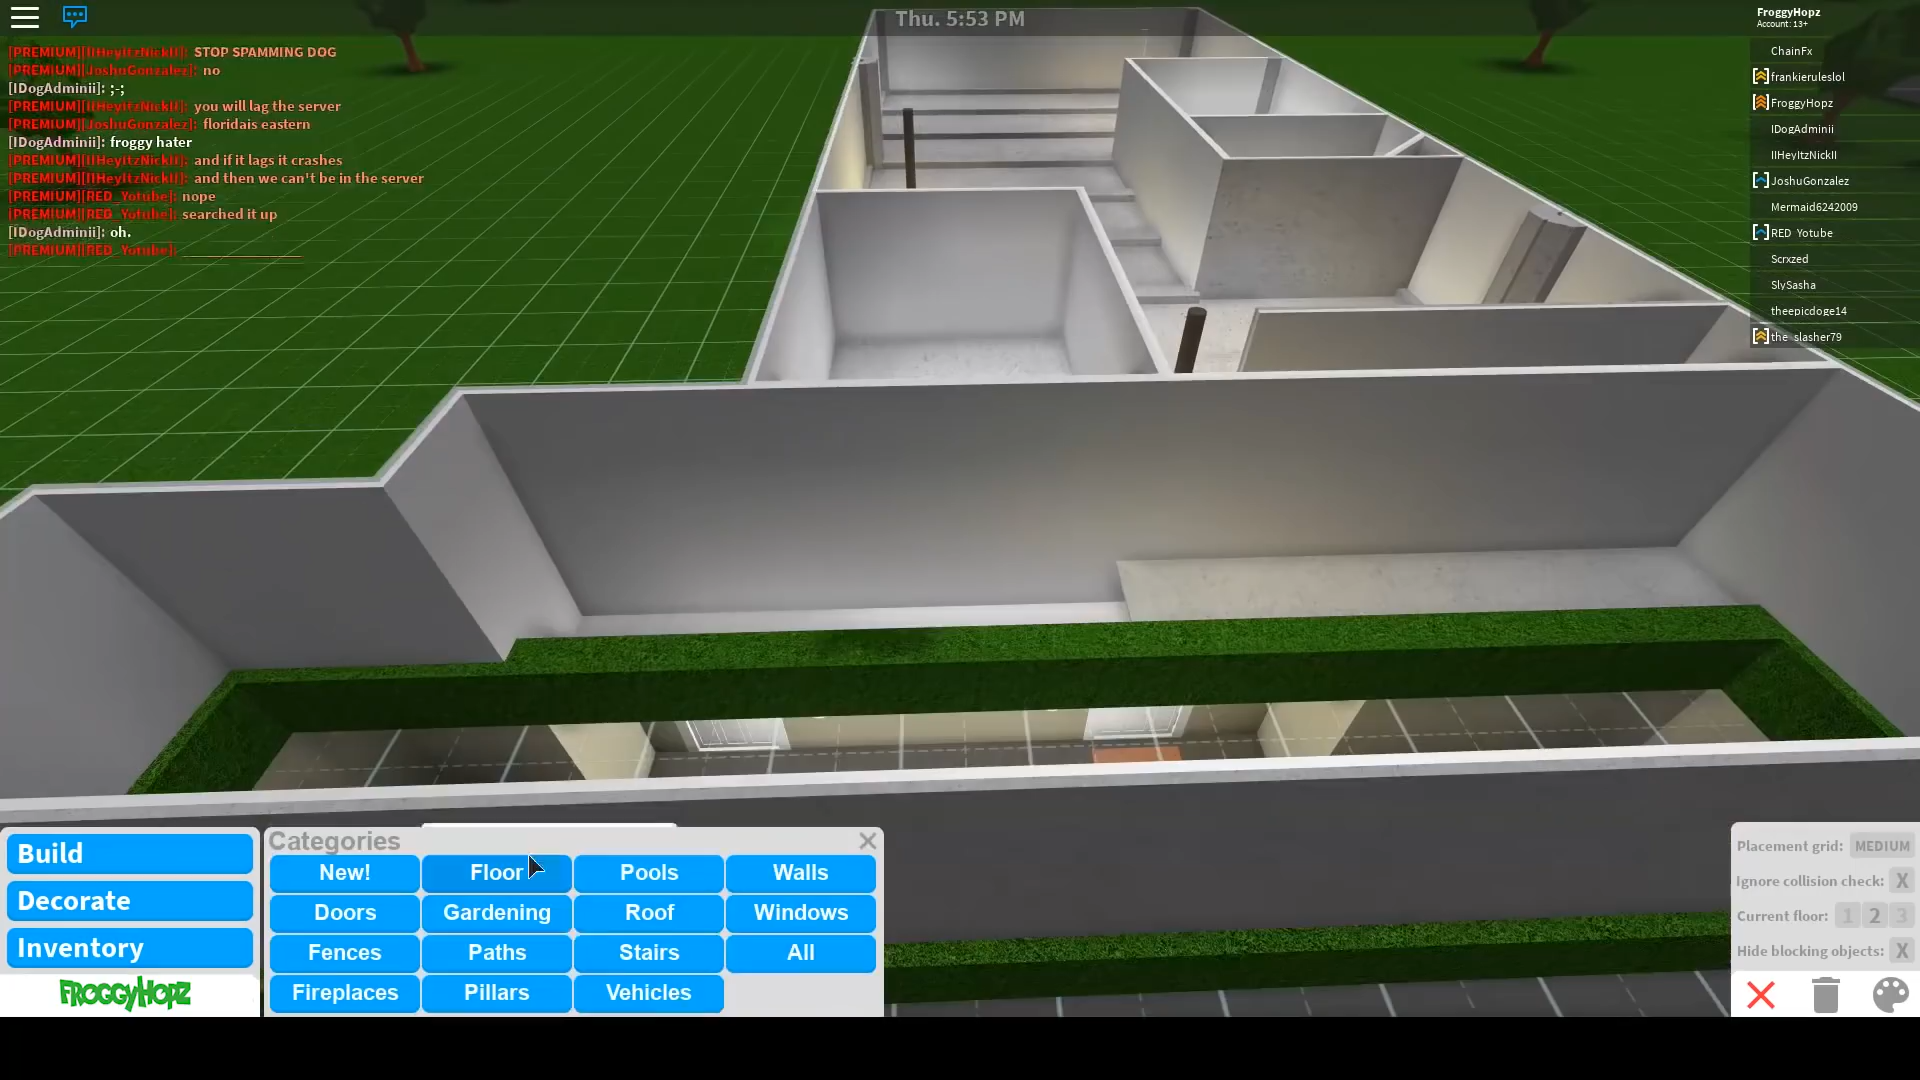 Thu. 5:53 PM
[PREMIUM][IIHeyItzNickII]: STOP SPAMMING DOG
[PREMIUM][JoshuGonzalez]: no
[IDogAdminii]: ;-;
[PREMIUM][IIHeyItzNickII]: you will lag the server
[PREMIUM][JoshuGonzalez]: floridais eastern
[IDogAdminii]: froggy hater
[PREMIUM][IIHeyItzNickII]: and if it lags it crashes
[PREMIUM][IIHeyItzNickII]: and then we can't be in the server
[PREMIUM][RED_Yotube]: nope
[PREMIUM][RED_Yotube]: searched it up
[IDogAdminii]: oh.
[PREMIUM][RED_Yotube]: _______________
FroggyHopz
Account: 13+
ChainFx
frankieruleslol
FroggyHopz
IDogAdminii
IIHeyItzNickII
JoshuGonzalez
Mermaid6242009
RED_Yotube
Scrxzed
SlySasha
theepicdoge14
the_slasher79
Build
Decorate
Inventory
FROGGYHOPZ
Categories
New!
Floor
Pools
Walls
Doors
Gardening
Roof
Windows
Fences
Paths
Stairs
All
Fireplaces
Pillars
Vehicles
Placement grid: MEDIUM
Ignore collision check: X
Current floor: 1 2 3
Hide blocking objects: X